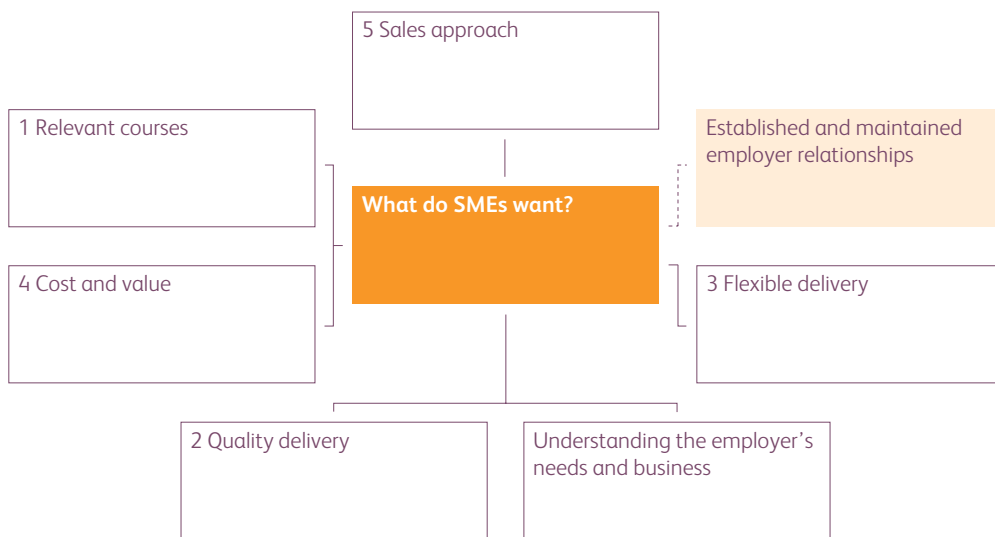 5 Sales approach
1 Relevant courses
Established and maintained
employer relationships
What do SMEs want?
4 Cost and value
3 Flexible delivery
2 Quality delivery
Understanding the employer’s
needs and business